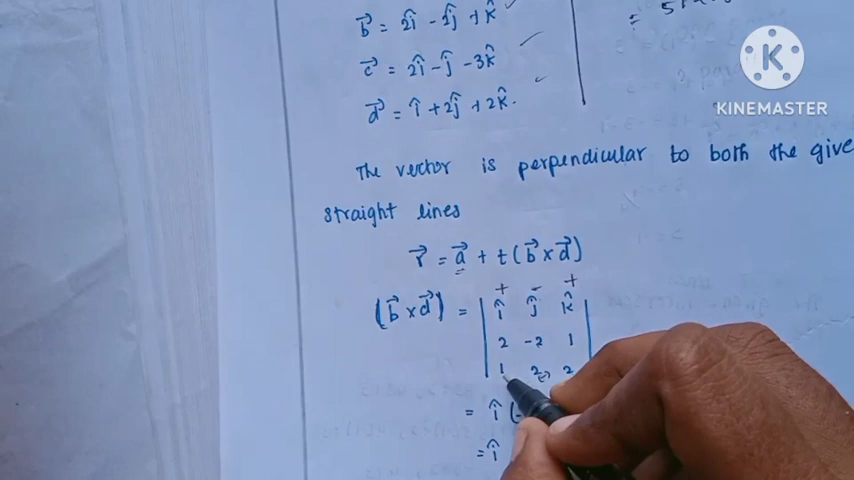 b⃗ = 2î - 2ĵ + k̂
c⃗ = 2î - ĵ - 3k̂
d⃗ = î + 2ĵ + 2k̂.
KINEMASTER
The vector is perpendicular to both the give
straight lines
r⃗ = a⃗ + t(b⃗ × d⃗)
+ - +
(b⃗ × d⃗) = | î ĵ k̂ |
2 -2 1
1 2 2
= î (
= î